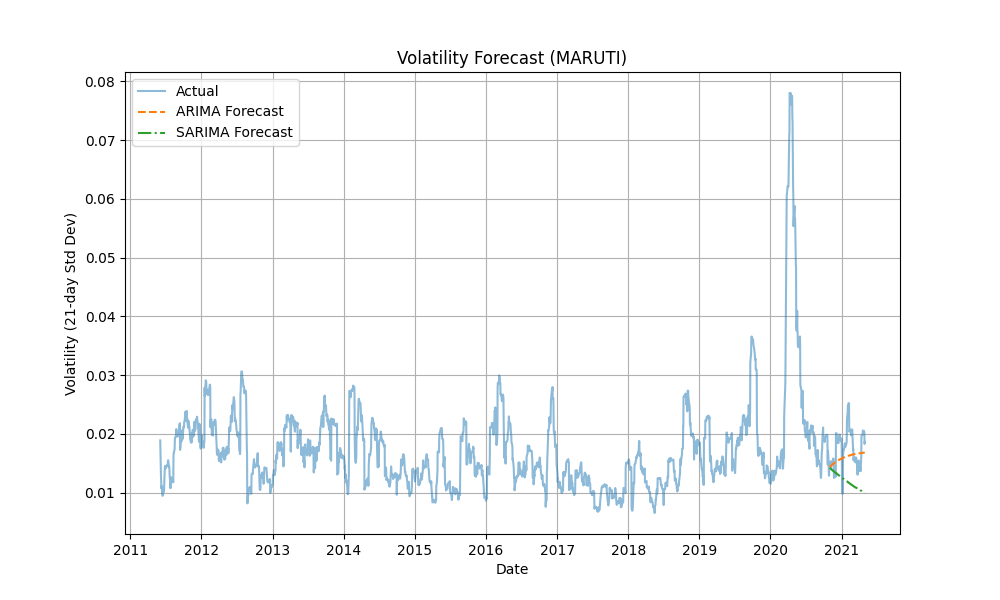 Volatility Forecast (MARUTI)
Actual
ARIMA Forecast
SARIMA Forecast
Volatility (21-day Std Dev)
0.08
0.07
0.06
0.05
0.04
0.03
0.02
0.01
2011 2012 2013 2014 2015 2016 2017 2018 2019 2020 2021
Date